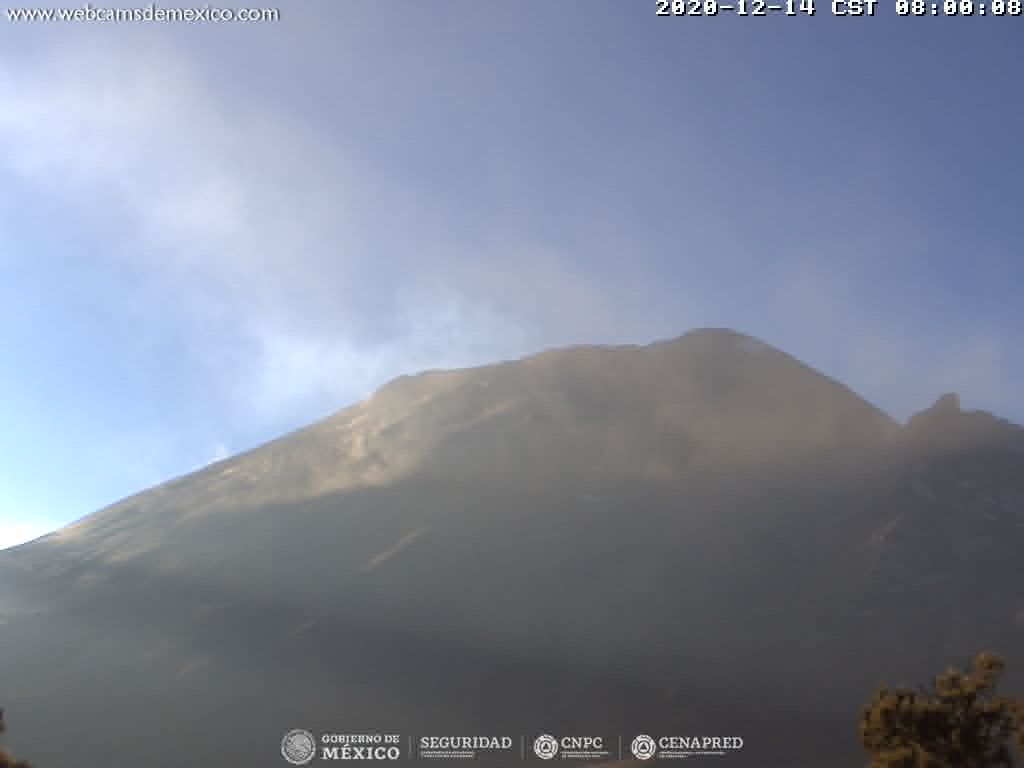 www.webcamsdemexico.com
2020-12-14 CST 08:00:08
GOBIERNO DE
MÉXICO
SEGURIDAD
CNPC
CENAPRED